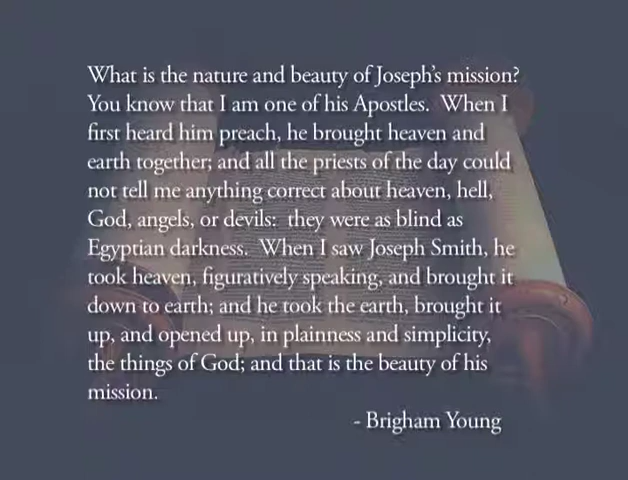 What is the nature and beauty of Joseph's mission?
You know that I am one of his Apostles.  When I
first heard him preach, he brought heaven and
earth together; and all the priests of the day could
not tell me anything correct about heaven, hell,
God, angels, or devils:  they were as blind as
Egyptian darkness.  When I saw Joseph Smith, he
took heaven, figuratively speaking, and brought it
down to earth; and he took the earth, brought it
up, and opened up, in plainness and simplicity,
the things of God; and that is the beauty of his
mission.
- Brigham Young